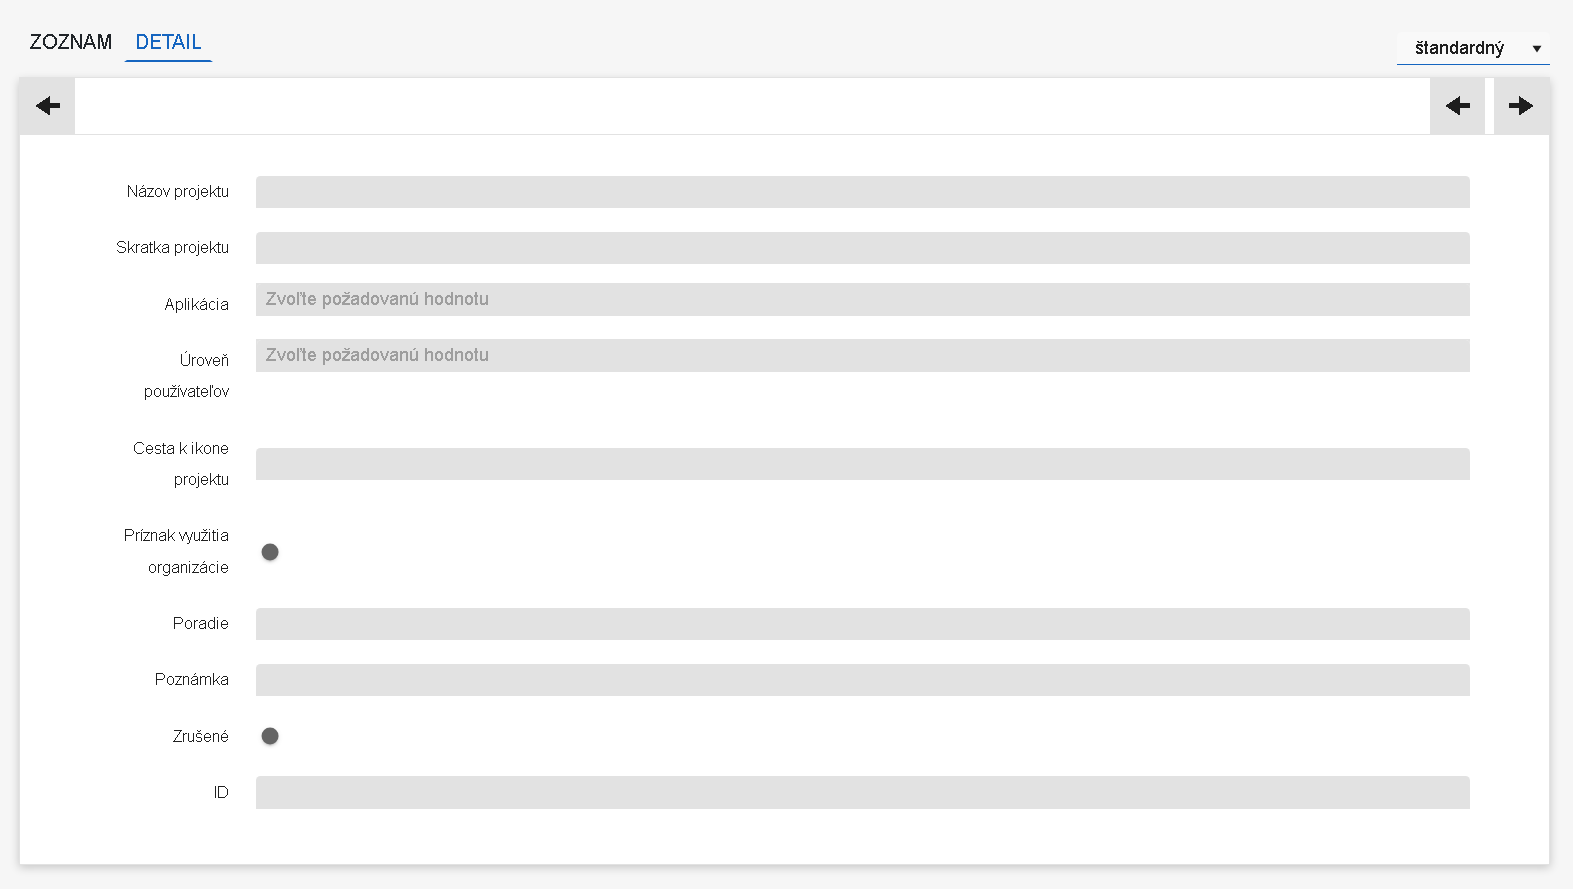 ZOZNAM DETAIL
štandardný
Názov projektu
Skratka projektu
Aplikácia Zvoľte požadovanú hodnotu
Úroveň Zvoľte požadovanú hodnotu
používateľov
Cesta k ikone
projektu
Príznak využitia
organizácie
Poradie
Poznámka
Zrušené
ID